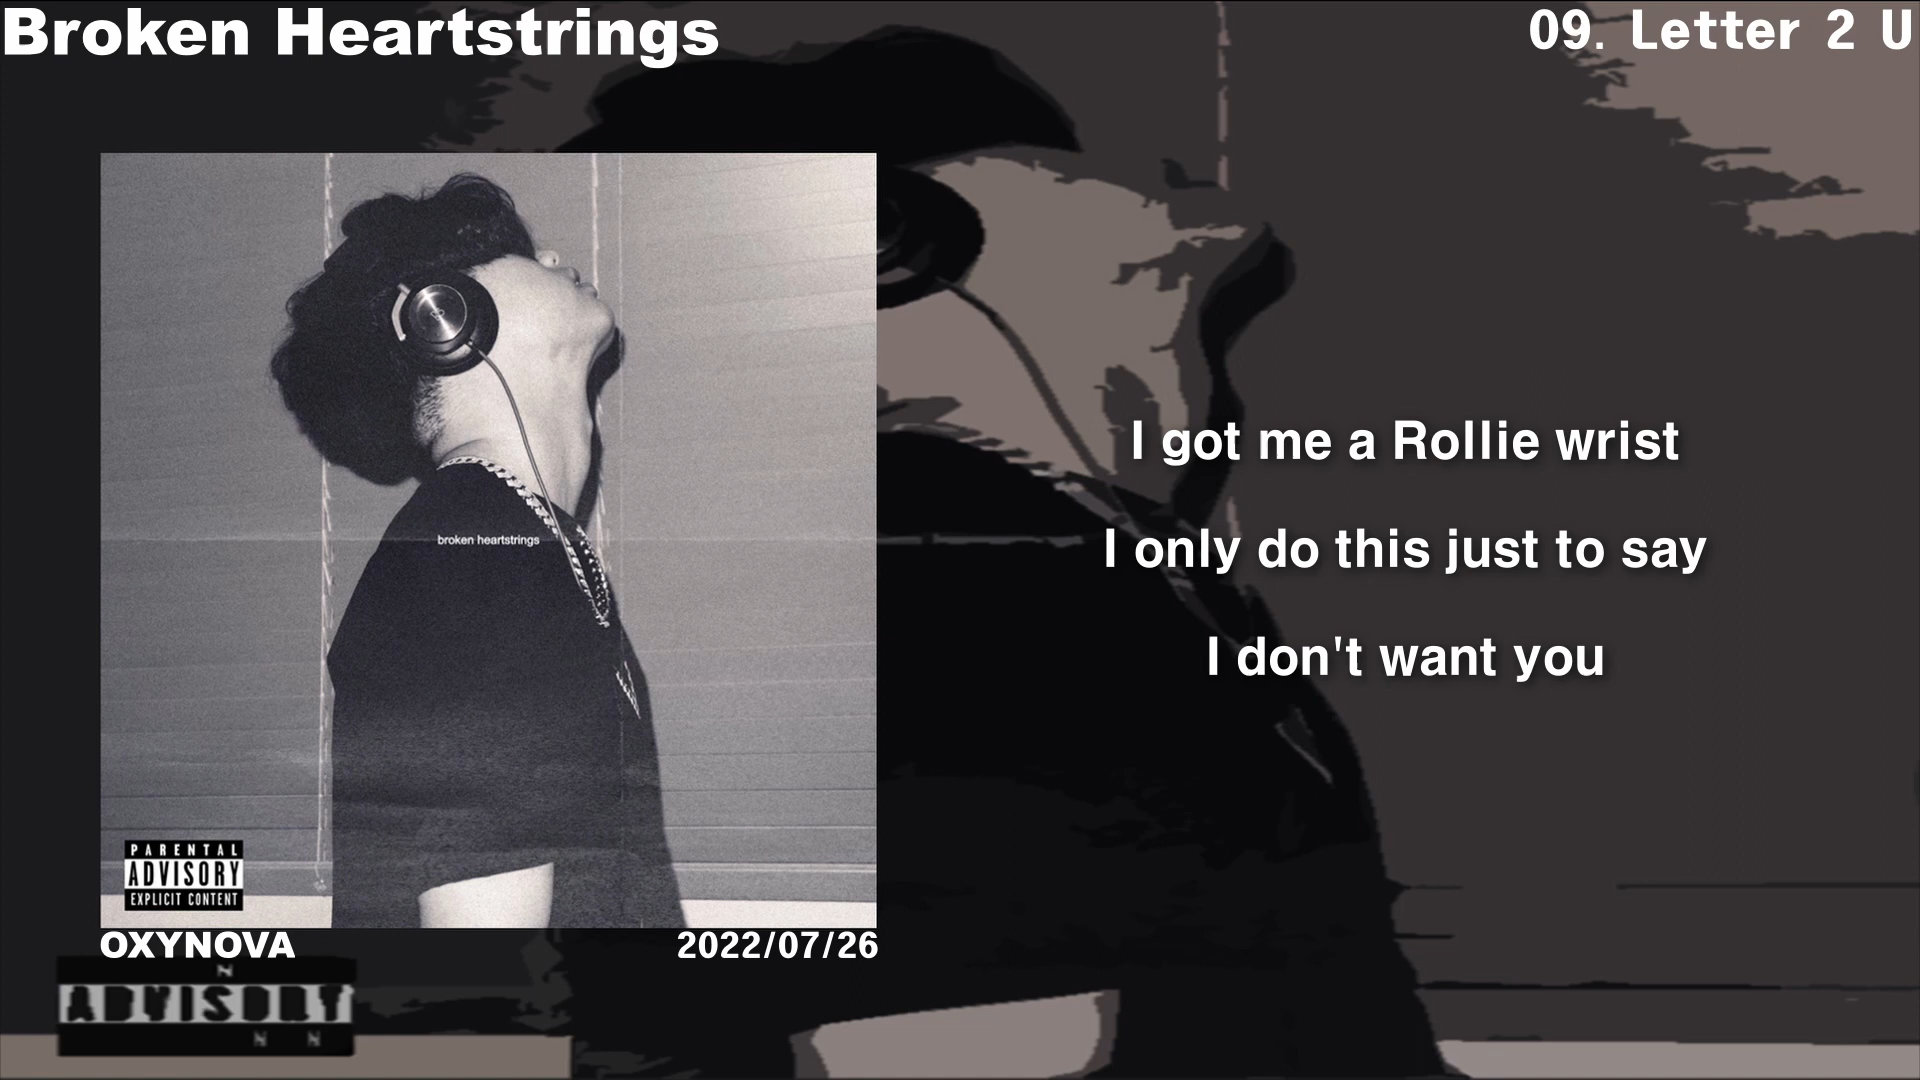 Broken Heartstrings
09. Letter 2 U
broken heartstrings
I got me a Rollie wrist
I only do this just to say
I don't want you
PARENTAL
ADVISORY
EXPLICIT CONTENT
OXYNOVA
2022/07/26
N
ADVISORY
N N